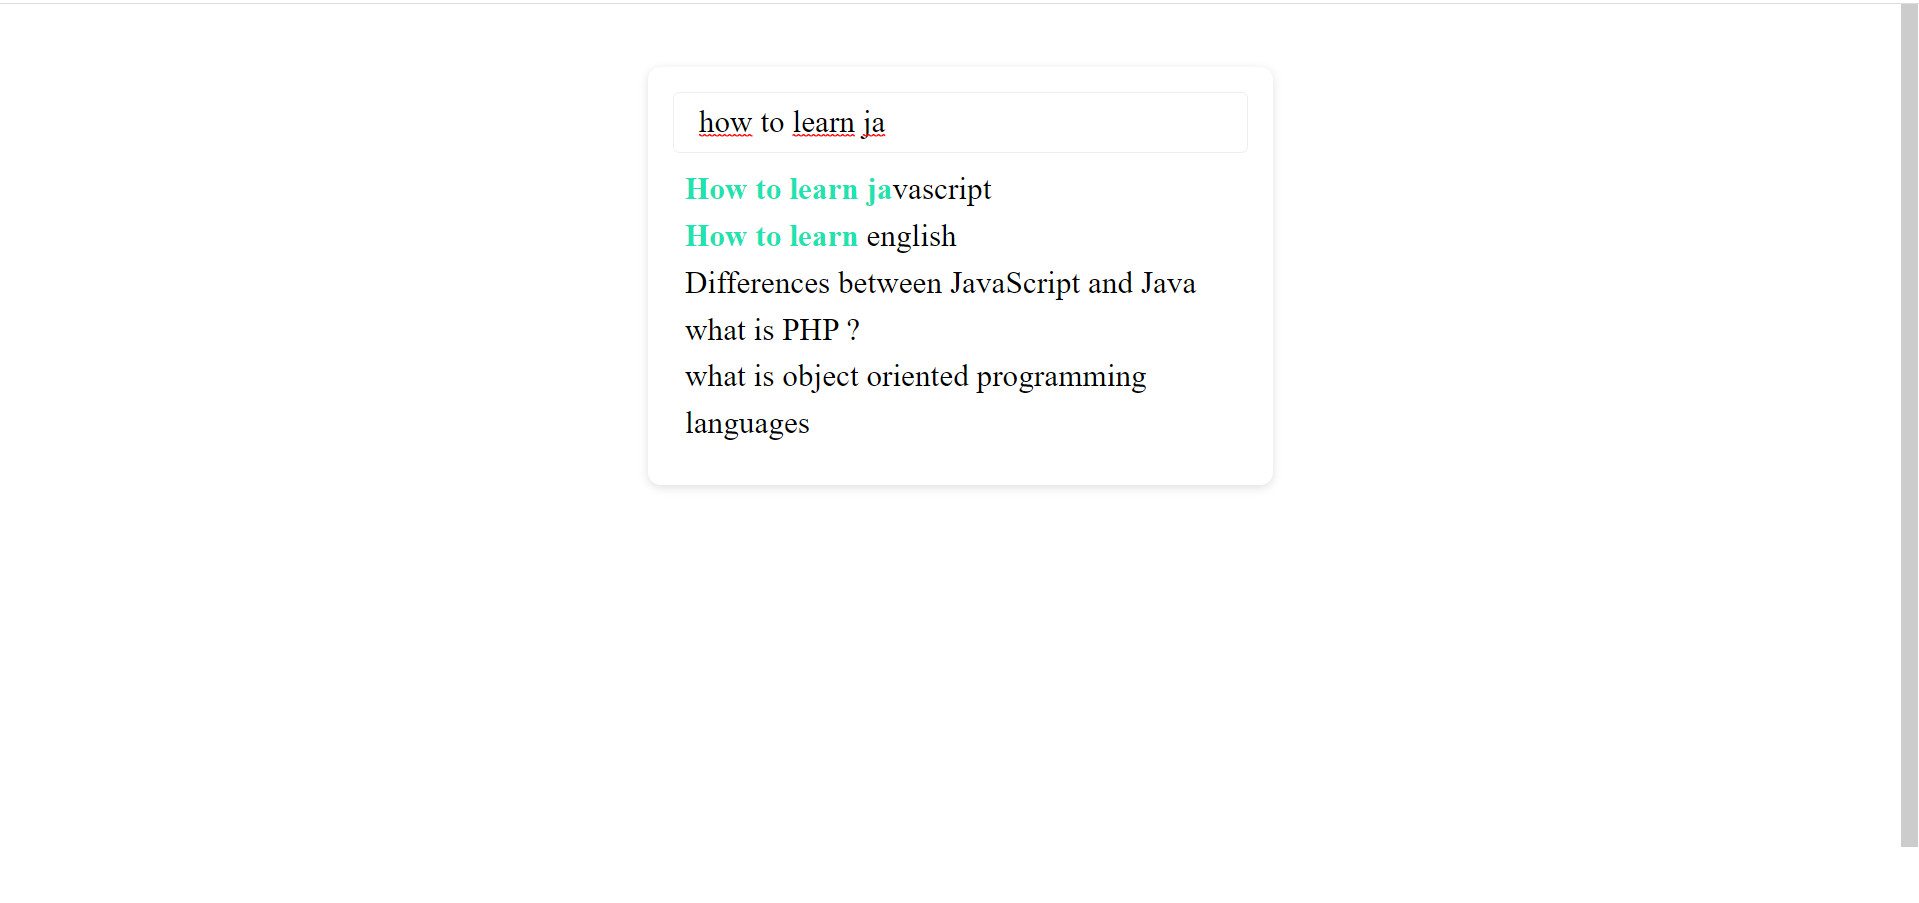 how to learn ja
How to learn javascript
How to learn english
Differences between JavaScript and Java
what is PHP ?
what is object oriented programming
languages